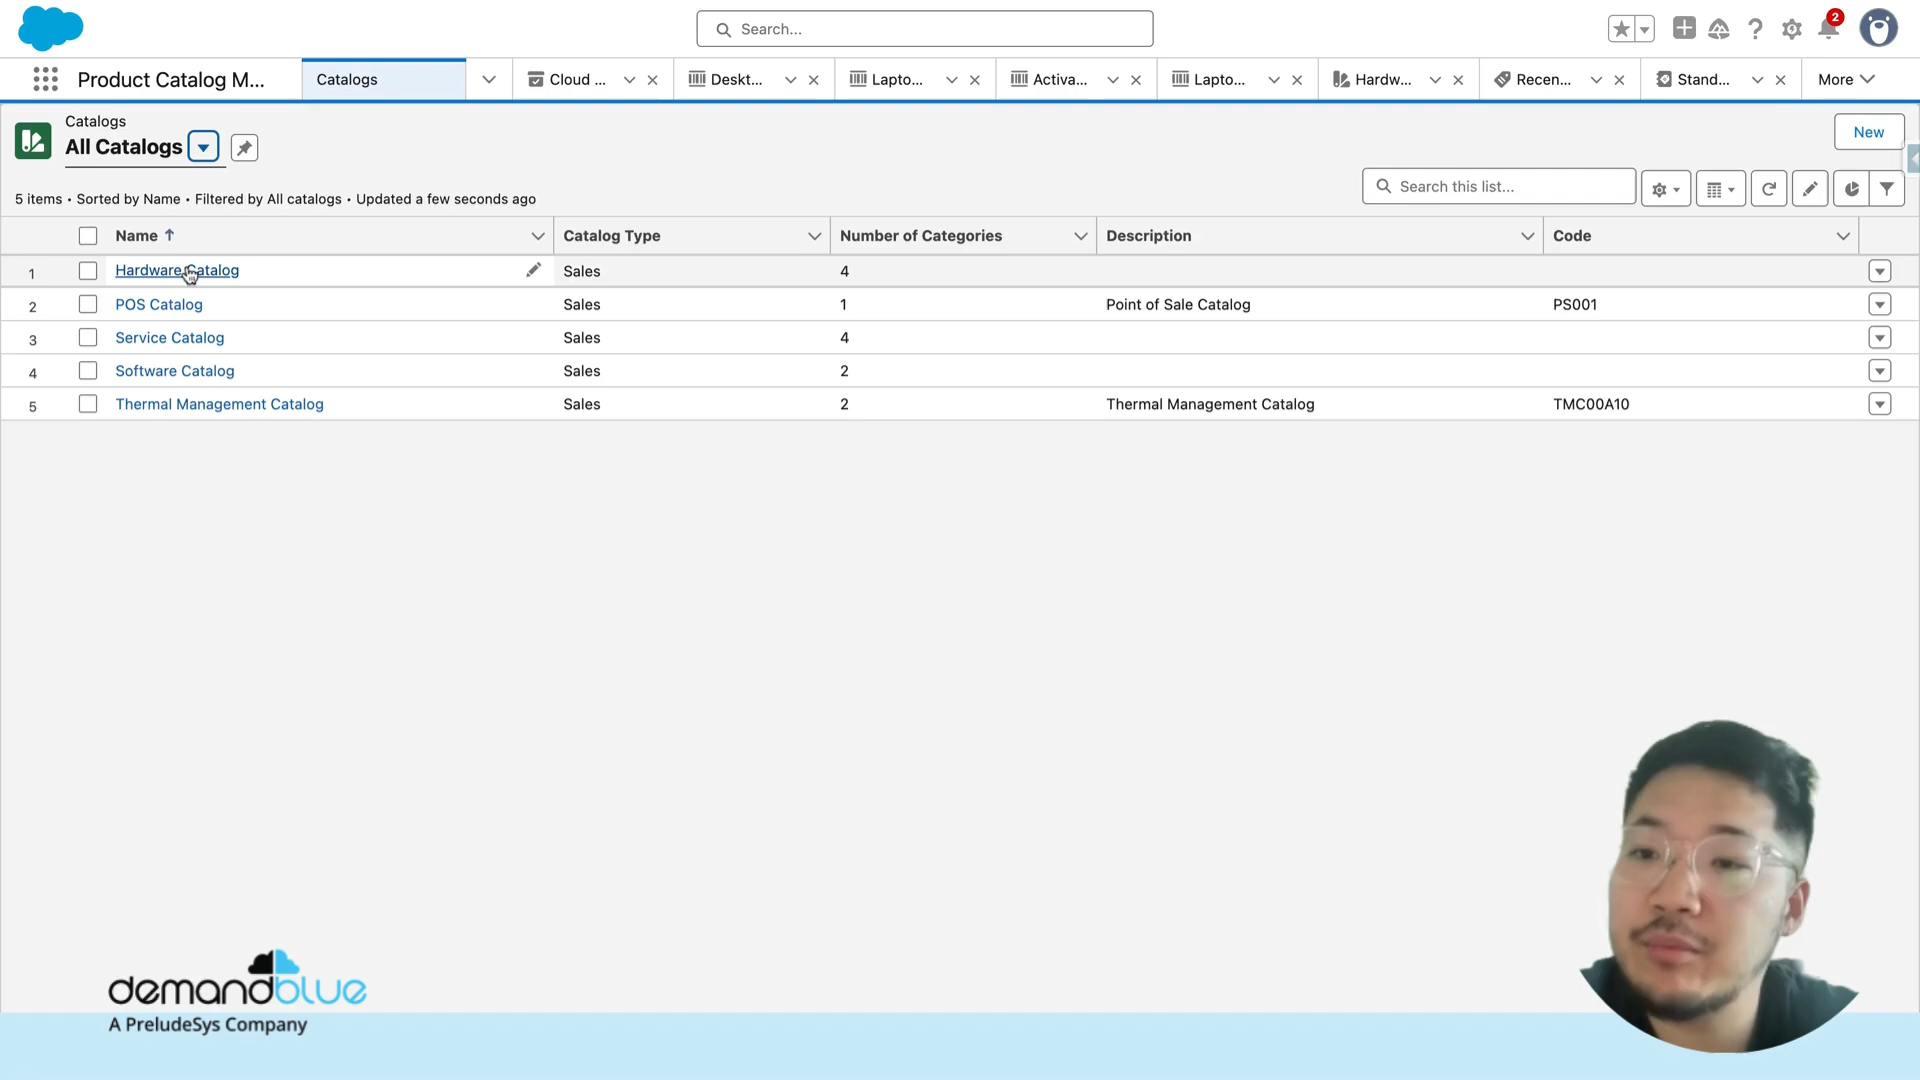 Search...
2
Product Catalog M...
Catalogs
Cloud ...
Deskt...
Lapto...
Activa...
Lapto...
Hardw...
Recen...
Stand...
More
Catalogs
All Catalogs
New
5 items • Sorted by Name • Filtered by All catalogs • Updated a few seconds ago
Search this list...
Name Catalog Type Number of Categories Description Code
1 Hardware Catalog Sales 4
2 POS Catalog Sales 1 Point of Sale Catalog PS001
3 Service Catalog Sales 4
4 Software Catalog Sales 2
5 Thermal Management Catalog Sales 2 Thermal Management Catalog TMC00A10
demandblue
A PreludeSys Company